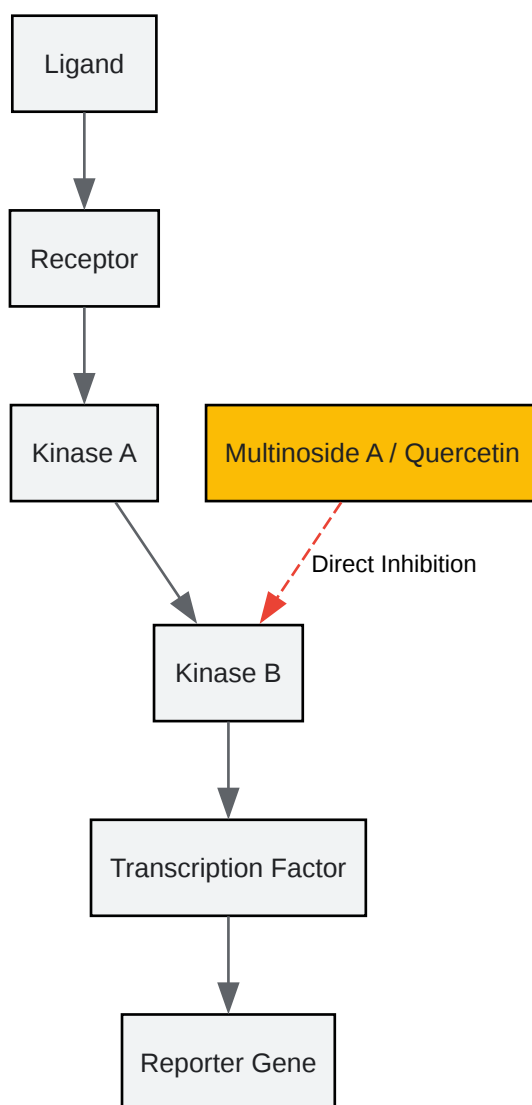 Ligand
Receptor
Kinase A
Multinoside A / Quercetin
Direct Inhibition
Kinase B
Transcription Factor
Reporter Gene